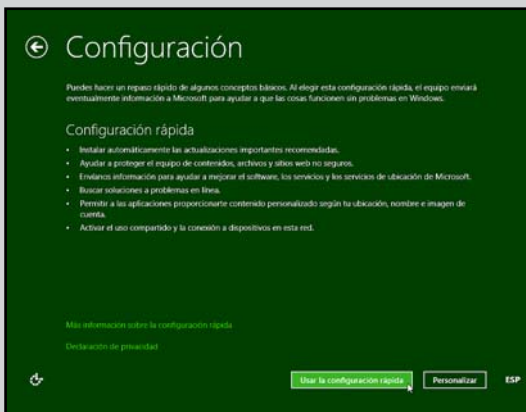 Configuración
Puedes hacer un repaso rápido de algunos conceptos básicos. Al elegir esta configuración rápida, el equipo enviará
eventualmente información a Microsoft para ayudar a que las cosas funcionen sin problemas en Windows.
Configuración rápida
• Instalar automáticamente las actualizaciones importantes recomendadas.
• Ayudar a proteger el equipo de contenidos, archivos y sitios web no seguros.
• Envíanos información para ayudar a mejorar el software, los servicios y los servicios de ubicación de Microsoft.
• Buscar soluciones a problemas en línea.
• Permitir a las aplicaciones proporcionarte contenido personalizado según tu ubicación, nombre e imagen de
cuenta.
• Activar el uso compartido y la conexión a dispositivos en esta red.
Más información sobre la configuración rápida
Declaración de privacidad
Usar la configuración rápida Personalizar ESP